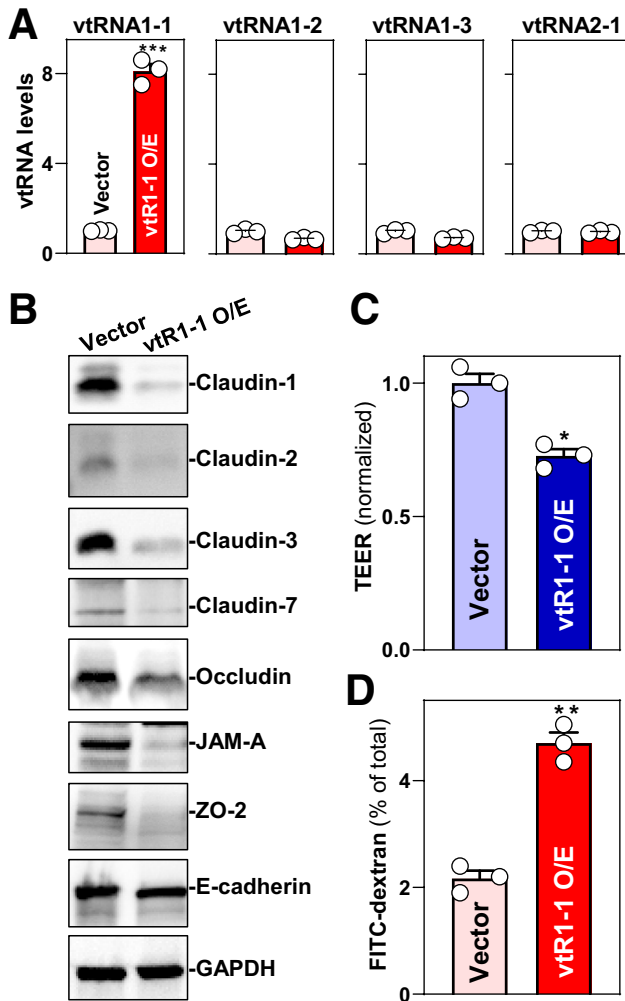 A
vtRNA1-1
vtRNA1-2
vtRNA1-3
vtRNA2-1
vtRNA levels
8
4
0
***
Vector
vtR1-1 O/E
B
Vector
vtR1-1 O/E
-Claudin-1
-Claudin-2
-Claudin-3
-Claudin-7
-Occludin
-JAM-A
-ZO-2
-E-cadherin
-GAPDH
C
TEER (normalized)
1.0
0.5
0.0
*
Vector
vtR1-1 O/E
D
FITC-dextran (% of total)
4
2
0
**
Vector
vtR1-1 O/E